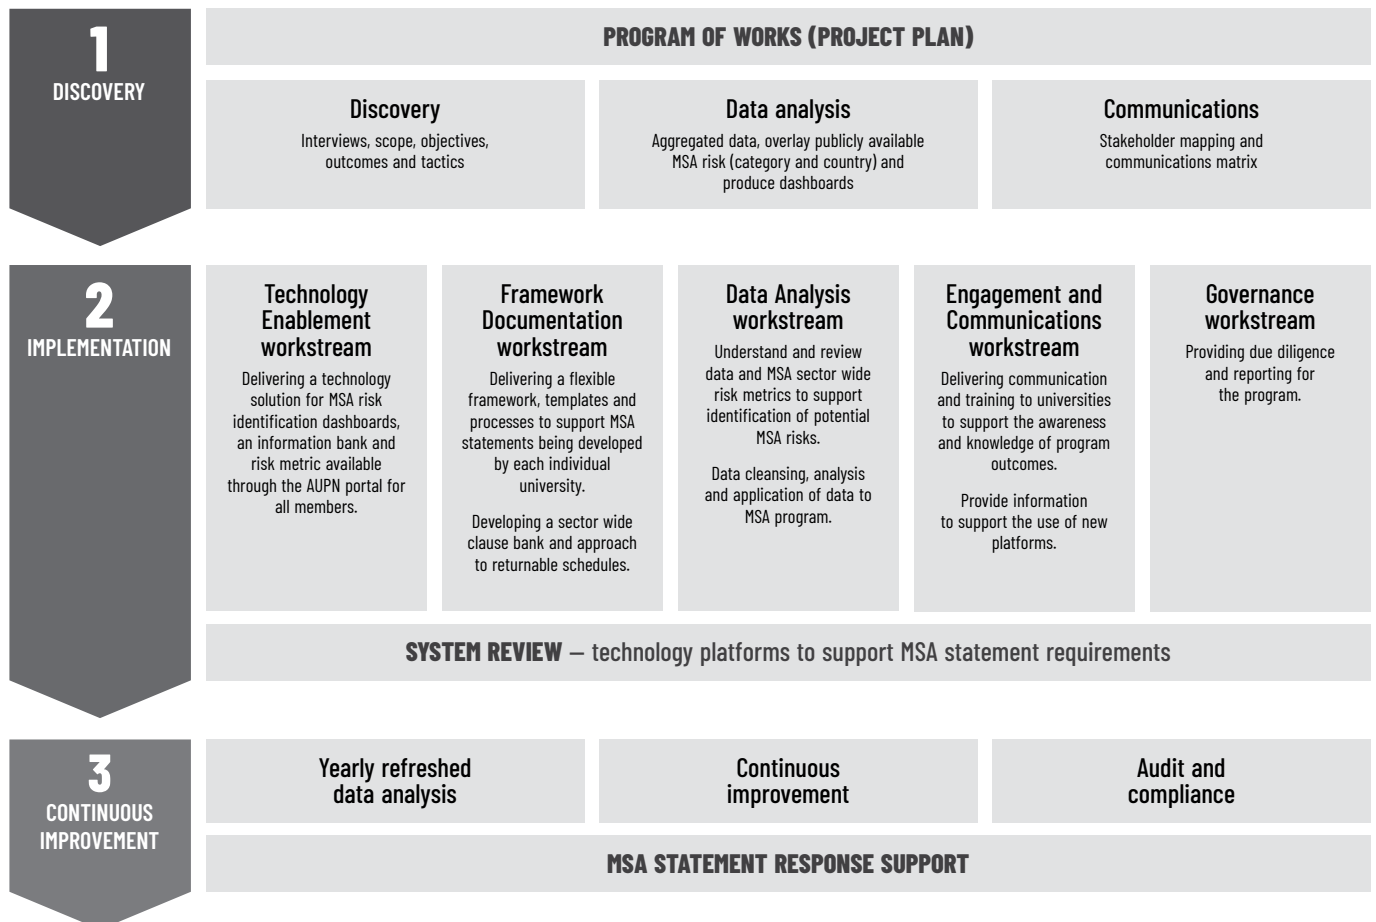 1
DISCOVERY
PROGRAM OF WORKS (PROJECT PLAN)
Discovery
Interviews, scope, objectives,
outcomes and tactics
Data analysis
Aggregated data, overlay publicly available
MSA risk (category and country) and
produce dashboards
Communications
Stakeholder mapping and
communications matrix
2
IMPLEMENTATION
Technology
Enablement
workstream
Delivering a technology
solution for MSA risk
identification dashboards,
an information bank and
risk metric available
through the AUPN portal for
all members.
Framework
Documentation
workstream
Delivering a flexible
framework, templates and
processes to support MSA
statements being developed
by each individual
university.
Developing a sector wide
clause bank and approach
to returnable schedules.
Data Analysis
workstream
Understand and review
data and MSA sector wide
risk metrics to support
identification of potential
MSA risks.
Data cleansing, analysis
and application of data to
MSA program.
Engagement and
Communications
workstream
Delivering communication
and training to universities
to support the awareness
and knowledge of program
outcomes.
Provide information
to support the use of new
platforms.
Governance
workstream
Providing due diligence
and reporting for
the program.
SYSTEM REVIEW – technology platforms to support MSA statement requirements
3
CONTINUOUS
IMPROVEMENT
Yearly refreshed
data analysis
Continuous
improvement
Audit and
compliance
MSA STATEMENT RESPONSE SUPPORT